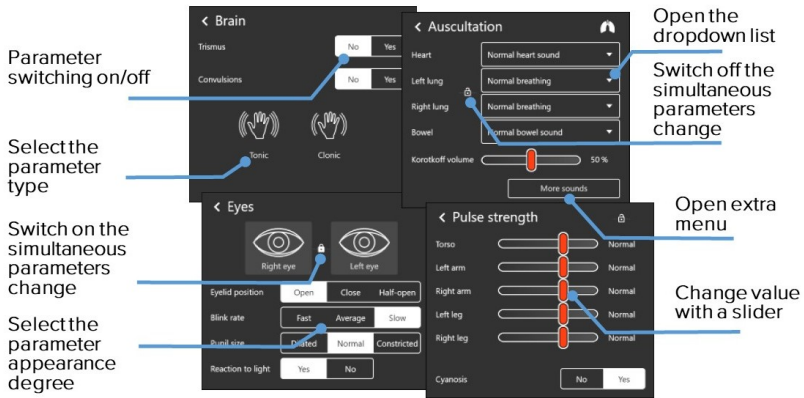 Parameter
switching on/off
Select the
parameter
type
Switch on the
simultaneous
parameters
change
Select the
parameter
appearance
degree
< Brain
Trismus No Yes
Convulsions No Yes
Tonic Clonic
< Auscultation
Heart Normal heart sound
Left lung Normal breathing
Right lung Normal breathing
Bowel Normal bowel sound
Korotkoff volume 50 %
More sounds
< Eyes
Right eye Left eye
Eyelid position Open Close Half-open
Blink rate Fast Average Slow
Pupil size Dilated Normal Constricted
Reaction to light Yes No
< Pulse strength
Torso Normal
Left arm Normal
Right arm Normal
Left leg Normal
Right leg Normal
Cyanosis No Yes
Open the
dropdown list
Switch off the
simultaneous
parameters
change
Open extra
menu
Change value
with a slider